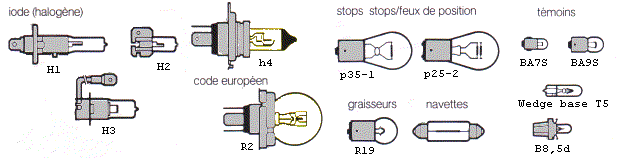 iode (halogène)
H1
H2
H3
h4
code européen
R2
stops stops/feux de position
p35-1
p25-2
graisseurs
R19
navettes
témoins
BA7S
BA9S
Wedge base T5
B8,5d